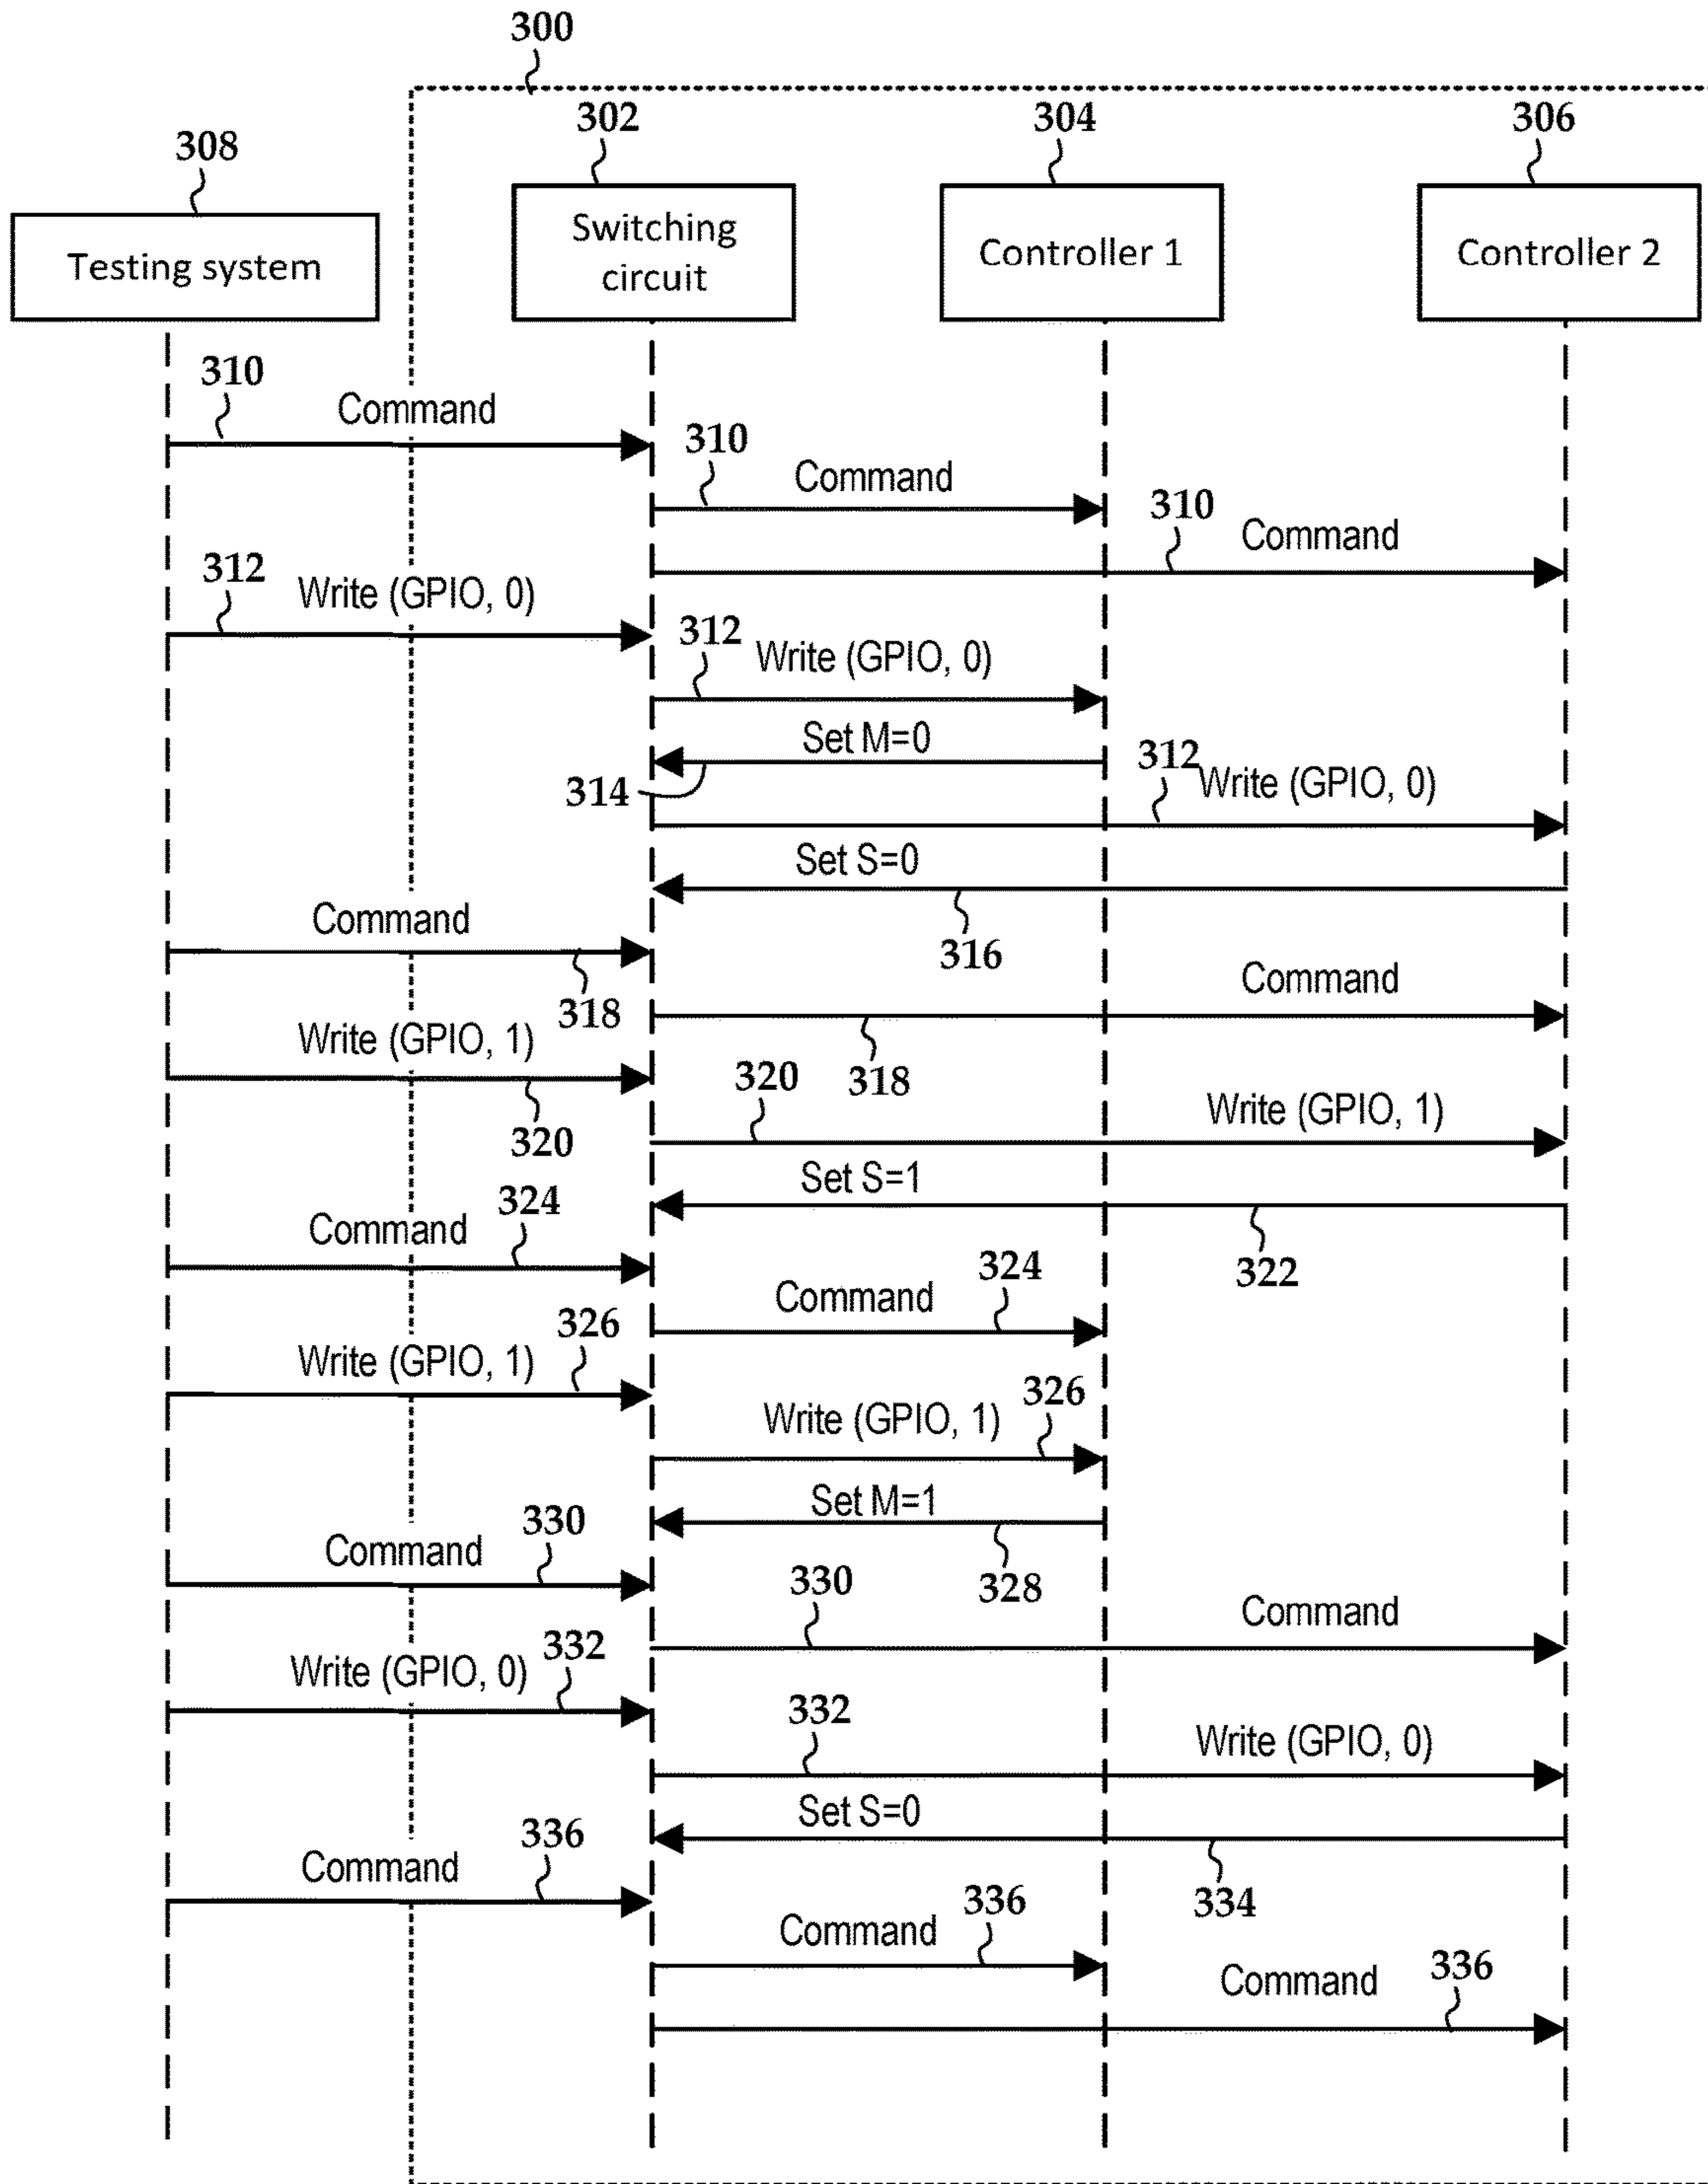 300
302
304
306
308
Testing system
Switching
circuit
Controller 1
Controller 2
310
Command
310
Command
310
Command
312
Write (GPIO, 0)
312
Write (GPIO, 0)
Set M=0
314
312
Write (GPIO, 0)
Set S=0
316
Command
318
Command
318
Write (GPIO, 1)
320
320
Write (GPIO, 1)
Set S=1
322
324
Command
324
Command
326
Write (GPIO, 1)
326
Write (GPIO, 1)
Set M=1
328
330
Command
330
Command
332
Write (GPIO, 0)
332
Write (GPIO, 0)
Set S=0
334
336
Command
336
Command
336
Command